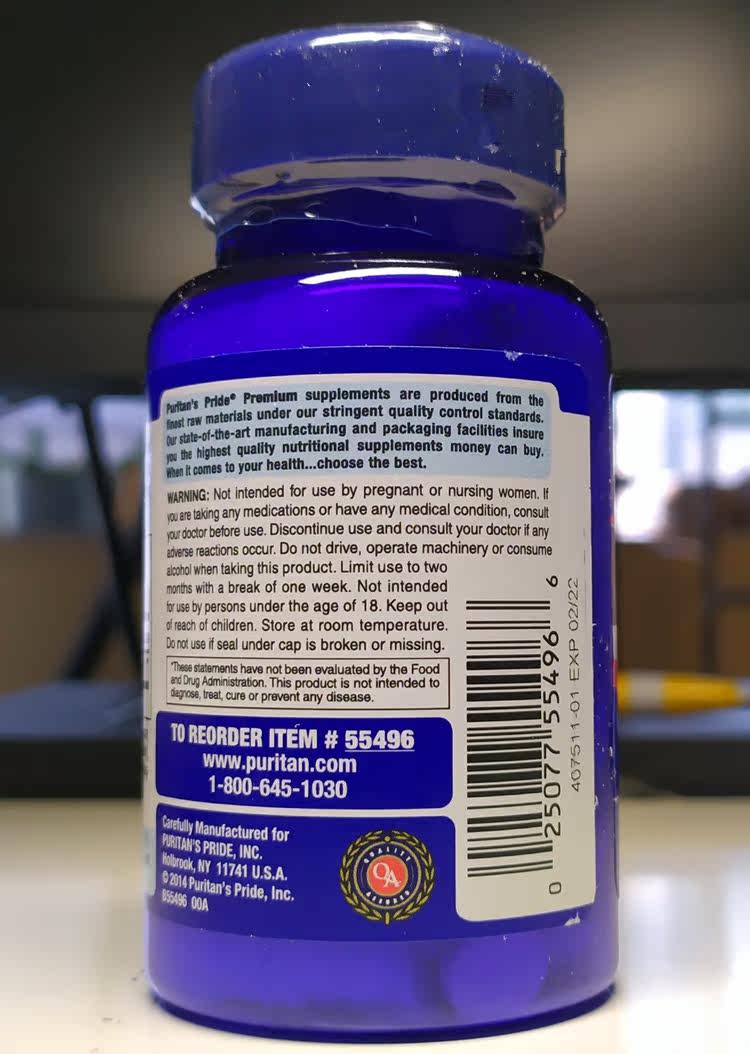 Puritan's Pride® Premium supplements are produced from the
finest raw materials under our stringent quality control standards.
Our state-of-the-art manufacturing and packaging facilities insure
you the highest quality nutritional supplements money can buy.
When it comes to your health...choose the best.
WARNING: Not intended for use by pregnant or nursing women. If
you are taking any medications or have any medical condition, consult
your doctor before use. Discontinue use and consult your doctor if any
adverse reactions occur. Do not drive, operate machinery or consume
alcohol when taking this product. Limit use to two
months with a break of one week. Not intended
for use by persons under the age of 18. Keep out
of reach of children. Store at room temperature.
Do not use if seal under cap is broken or missing.
*These statements have not been evaluated by the Food
and Drug Administration. This product is not intended to
diagnose, treat, cure or prevent any disease.
TO REORDER ITEM # 55496
www.puritan.com
1-800-645-1030
Carefully Manufactured for
PURITAN'S PRIDE, INC.
Holbrook, NY 11741 U.S.A.
© 2014 Puritan's Pride, Inc.
B55496 00A
QUALITY
QA
ASSURED
0 25077 55496 6
407511-01 EXP 02/22